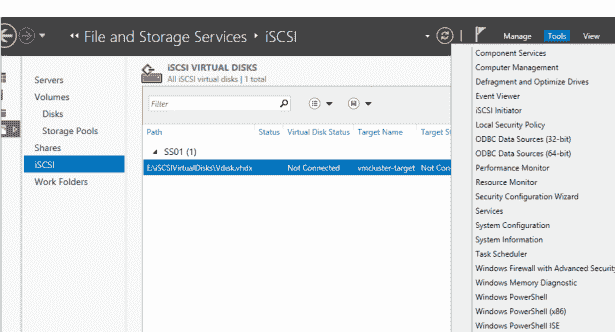 File and Storage Services iSCSI
Manage Tools View
Servers
Volumes
Disks
Storage Pools
Shares
iSCSI
Work Folders
iSCSI VIRTUAL DISKS
All iSCSI virtual disks | 1 total
Filter
Path Status Virtual Disk Status Target Name Target St
SS01 (1)
E:\iSCSIVirtualDisks\Vdisk.vhdx Not Connected vmcluster-target Not Con
Component Services
Computer Management
Defragment and Optimize Drives
Event Viewer
iSCSI Initiator
Local Security Policy
ODBC Data Sources (32-bit)
ODBC Data Sources (64-bit)
Performance Monitor
Resource Monitor
Security Configuration Wizard
Services
System Configuration
System Information
Task Scheduler
Windows Firewall with Advanced Security
Windows Memory Diagnostic
Windows PowerShell
Windows PowerShell (x86)
Windows PowerShell ISE